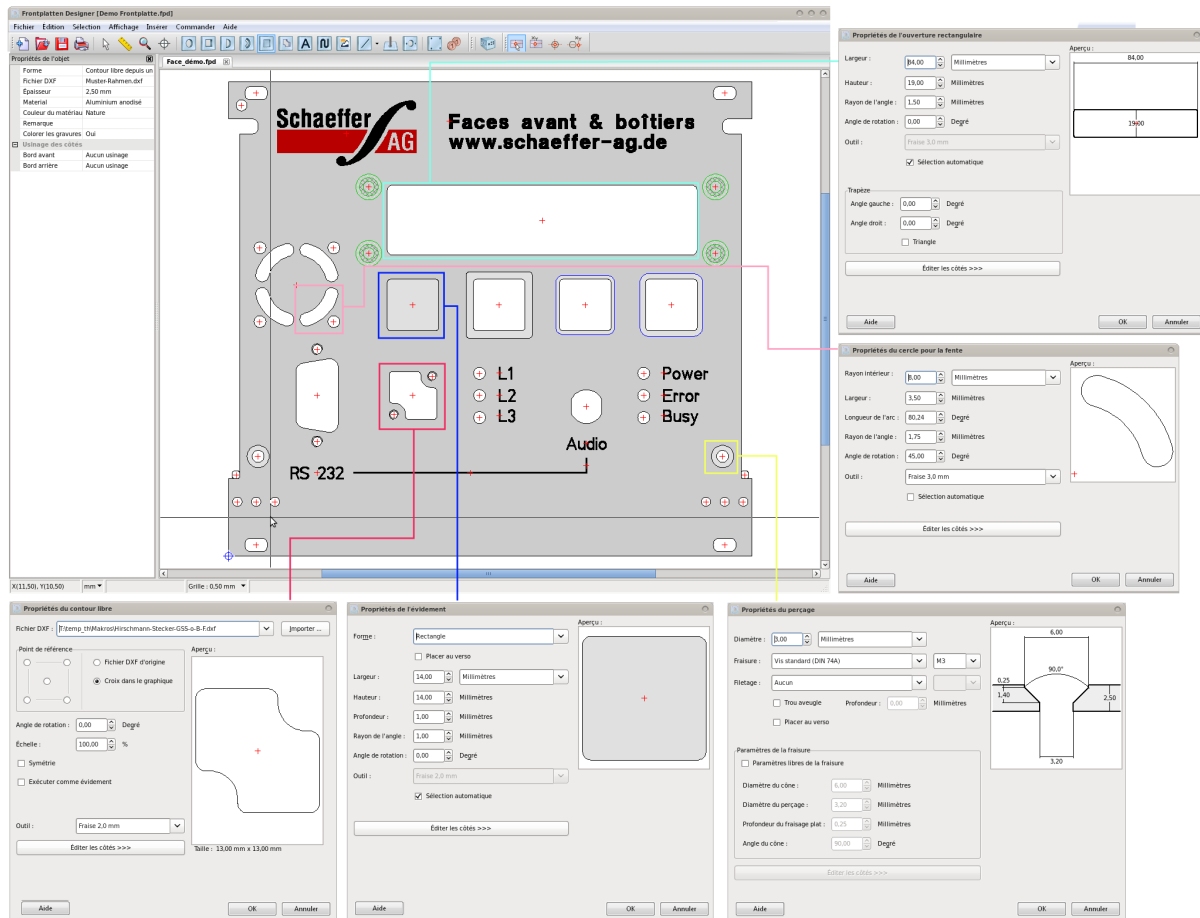 Frontplatten Designer [Demo Frontplatte.fpd]
Fichier Édition Sélection Affichage Insérer Commander Aide
Propriétés de l'objet
Forme Contour libre depuis un
Fichier DXF Muster-Rahmen.dxf
Épaisseur 2,50 mm
Material Aluminium anodisé
Couleur du matériau Nature
Remarque
Colorer les gravures Oui
Usinage des côtés
Bord avant Aucun usinage
Bord arrière Aucun usinage
Face_démo.fpd
Schaeffer
AG
Faces avant & boîtiers
www.schaeffer-ag.de
L1
L2
L3
Power
Error
Busy
Audio
RS 232
X(11,50), Y(10,50) mm Grille : 0,50 mm
Propriétés de l'ouverture rectangulaire
Largeur : 84,00 Millimètres
Hauteur : 19,00 Millimètres
Rayon de l'angle : 1,50 Millimètres
Angle de rotation : 0,00 Degré
Outil : Fraise 3,0 mm
Sélection automatique
Trapèze
Angle gauche : 0,00 Degré
Angle droit : 0,00 Degré
Triangle
Éditer les côtés >>>
Aide OK Annuler
Aperçu :
84,00
19,00
Propriétés du cercle pour la fente
Rayon intérieur : 8,00 Millimètres
Largeur : 3,50 Millimètres
Longueur de l'arc : 80,24 Degré
Rayon de l'angle : 1,75 Millimètres
Angle de rotation : 45,00 Degré
Outil : Fraise 3,0 mm
Sélection automatique
Éditer les côtés >>>
Aide OK Annuler
Aperçu :
Propriétés du contour libre
Fichier DXF : T:\temp_th\Makros\Hirschmann-Stecker-GS5-o-B-F.dxf Importer ...
Point de référence
Fichier DXF d'origine
Croix dans le graphique
Angle de rotation : 0,00 Degré
Échelle : 100,00 %
Symétrie
Exécuter comme évidement
Outil : Fraise 2,0 mm
Éditer les côtés >>>
Aperçu :
Taille : 13,00 mm x 13,00 mm
Aide OK Annuler
Propriétés de l'évidement
Forme : Rectangle
Placer au verso
Largeur : 14,00 Millimètres
Hauteur : 14,00 Millimètres
Profondeur : 1,00 Millimètres
Rayon de l'angle : 1,00 Millimètres
Angle de rotation : 0,00 Degré
Outil : Fraise 2,0 mm
Sélection automatique
Éditer les côtés >>>
Aperçu :
Aide OK Annuler
Propriétés du perçage
Diamètre : 3,00 Millimètres
Fraisure : Vis standard (DIN 74A) M3
Filetage : Aucun
Trou aveugle Profondeur : 0,00 Millimètres
Placer au verso
Paramètres de la fraisure
Paramètres libres de la fraisure
Diamètre du cône : 6,00 Millimètres
Diamètre du perçage : 3,20 Millimètres
Profondeur du fraisage plat : 0,25 Millimètres
Angle du cône : 90,00 Degré
Éditer les côtés >>>
Aperçu :
6,00
90,0°
0,25
1,40
2,50
3,20
Aide OK Annuler